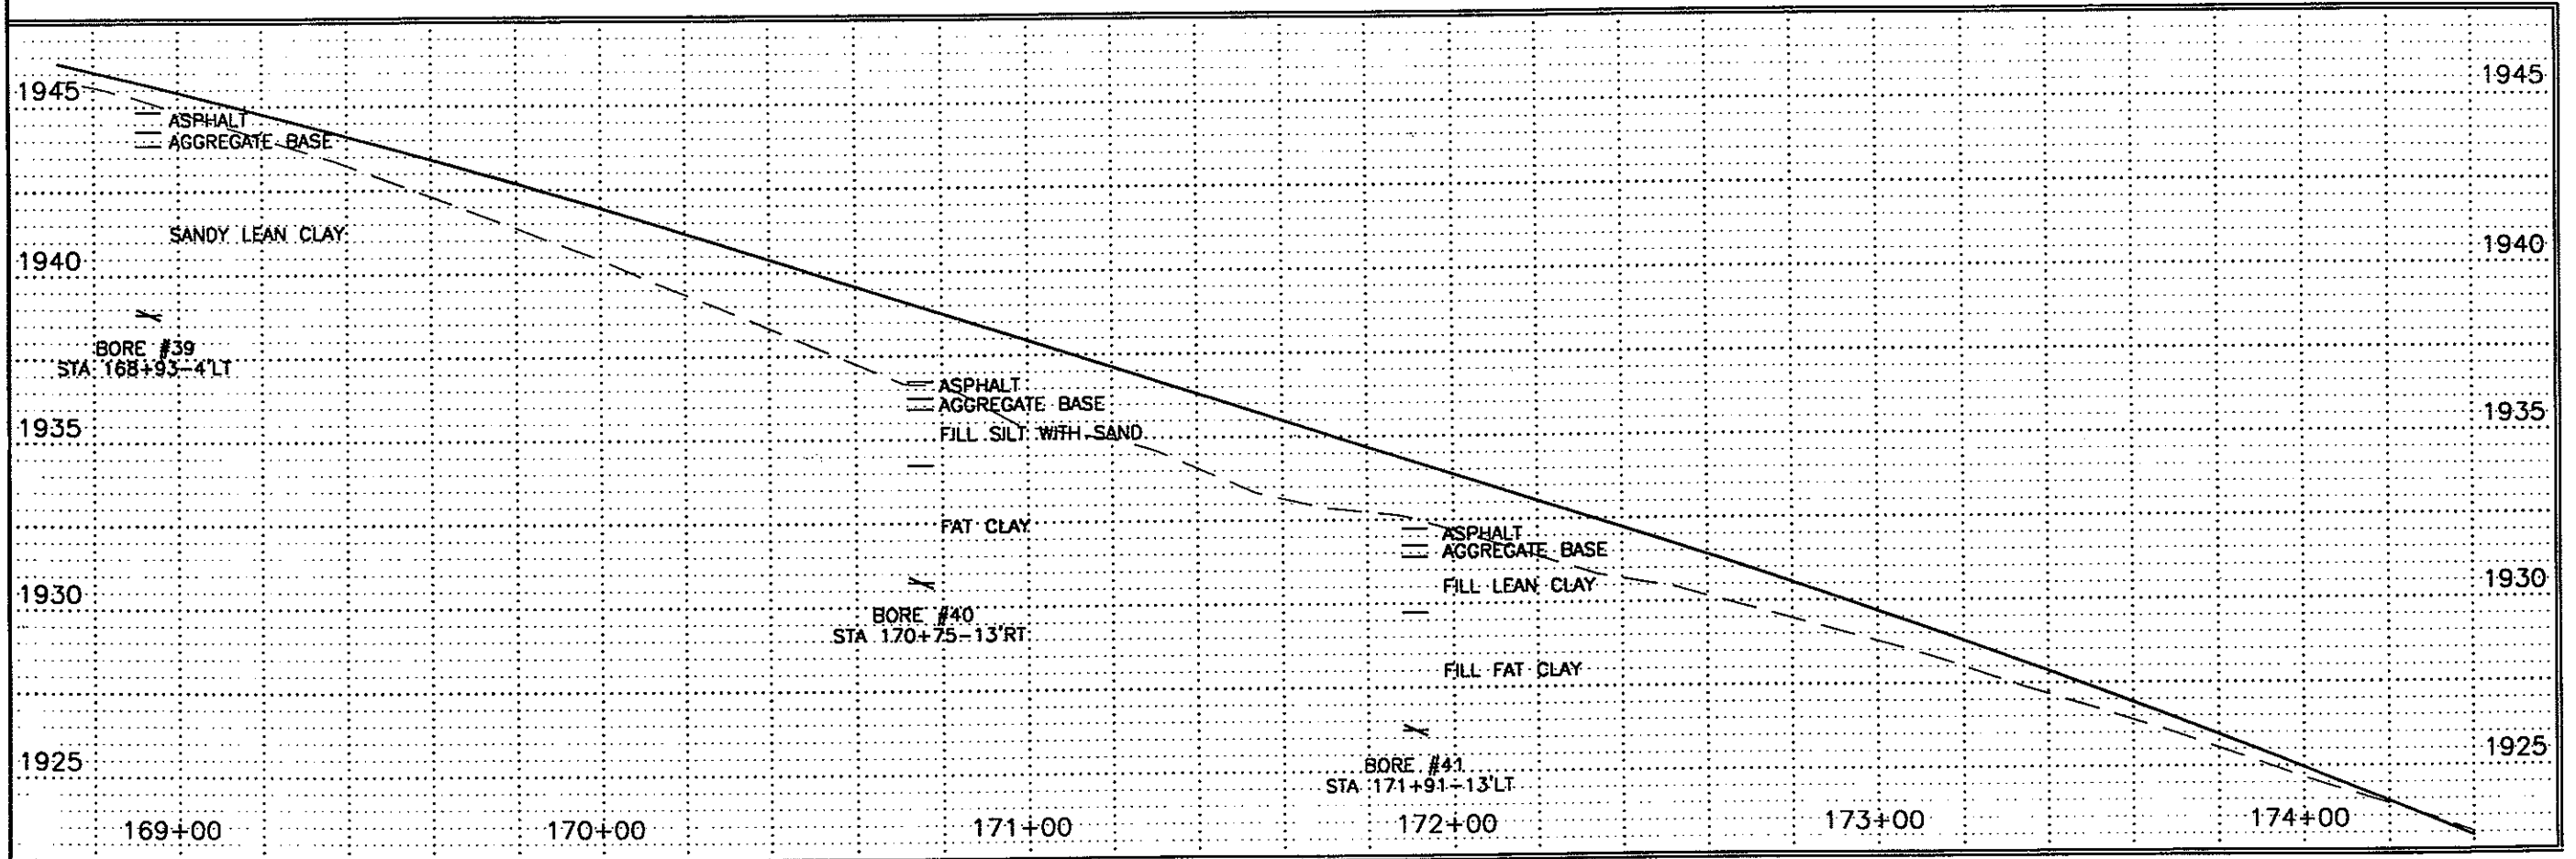 1945 1945
ASPHALT
AGGREGATE BASE
SANDY LEAN CLAY
1940 1940
BORE #39
STA 168+93-4'LT
ASPHALT
AGGREGATE BASE
1935 1935
FILL SILT WITH SAND
FAT CLAY
ASPHALT
AGGREGATE BASE
1930 FILL LEAN CLAY 1930
BORE #40
STA 170+75-13'RT
FILL FAT CLAY
1925 1925
BORE #41
STA 171+91-13'LT
169+00 170+00 171+00 172+00 173+00 174+00